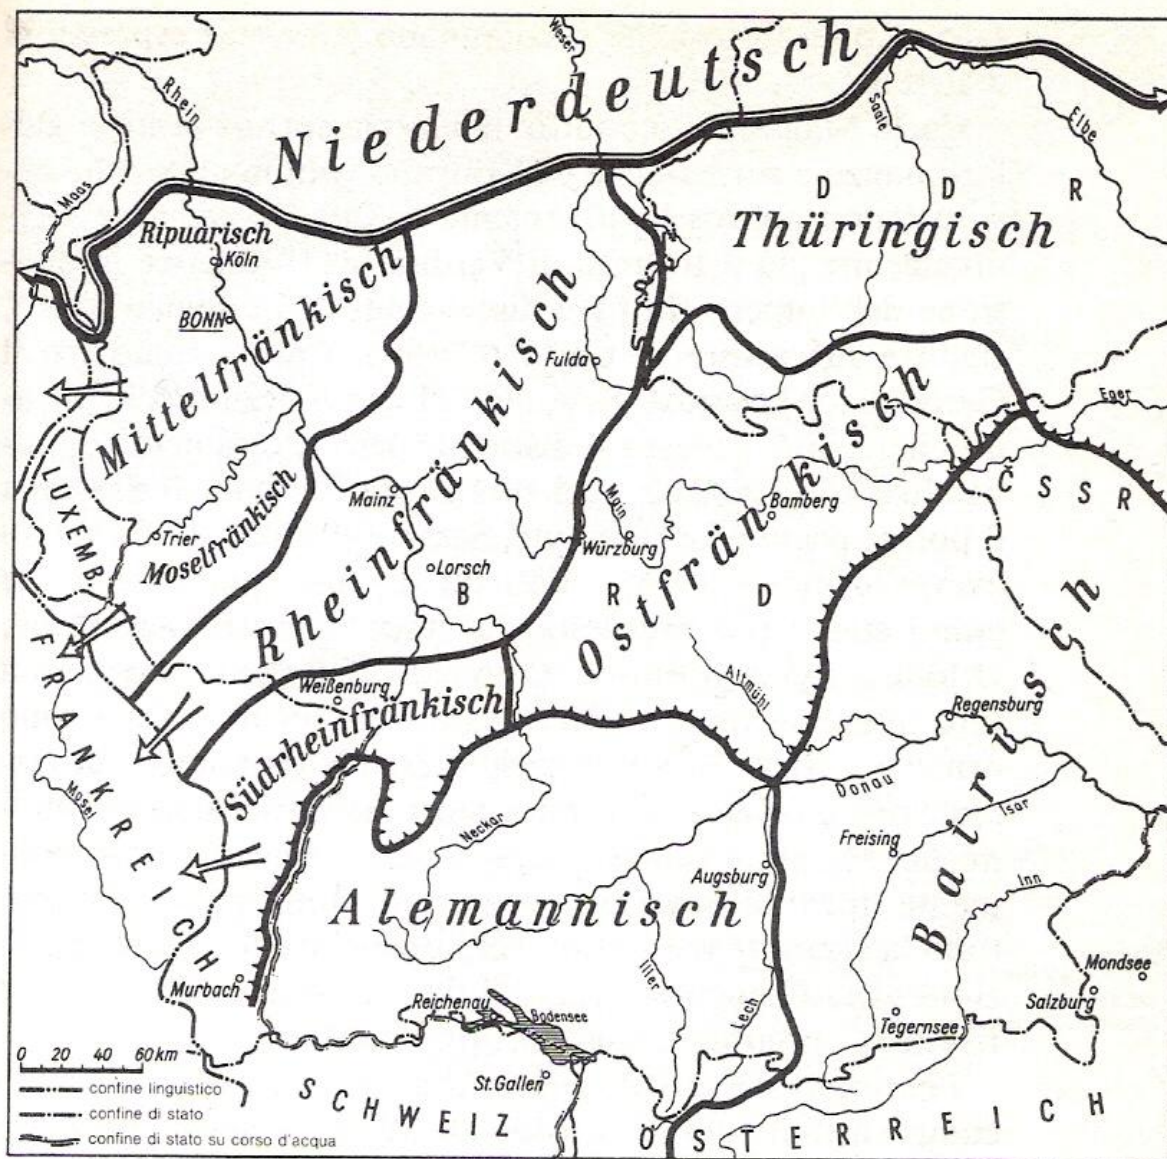 Niederdeutsch
Weser
Rhein
Saale
Elbe
Maas
D D R
Thüringisch
Ripuarisch
Köln
BONN
Mittelfränkisch
Fulda
Eger
Rheinfränkisch
Ostfränkisch
ČSSR
LUXEMB.
Mainz
Main
Bamberg
Trier
Moselfränkisch
Würzburg
Lorsch
B R D
FRANKREICH
Altmühl
Weißenburg
Regensburg
Südrheinfränkisch
Mosel
Donau
Isar
Neckar
Freising
Bairisch
Inn
Augsburg
Alemannisch
Iller
Lech
Murbach
Mondsee
Salzburg
Reichenau
Bodensee
Tegernsee
St.Gallen
SCHWEIZ
ÖSTERREICH
0 20 40 60 km
confine linguistico
confine di stato
confine di stato su corso d'acqua